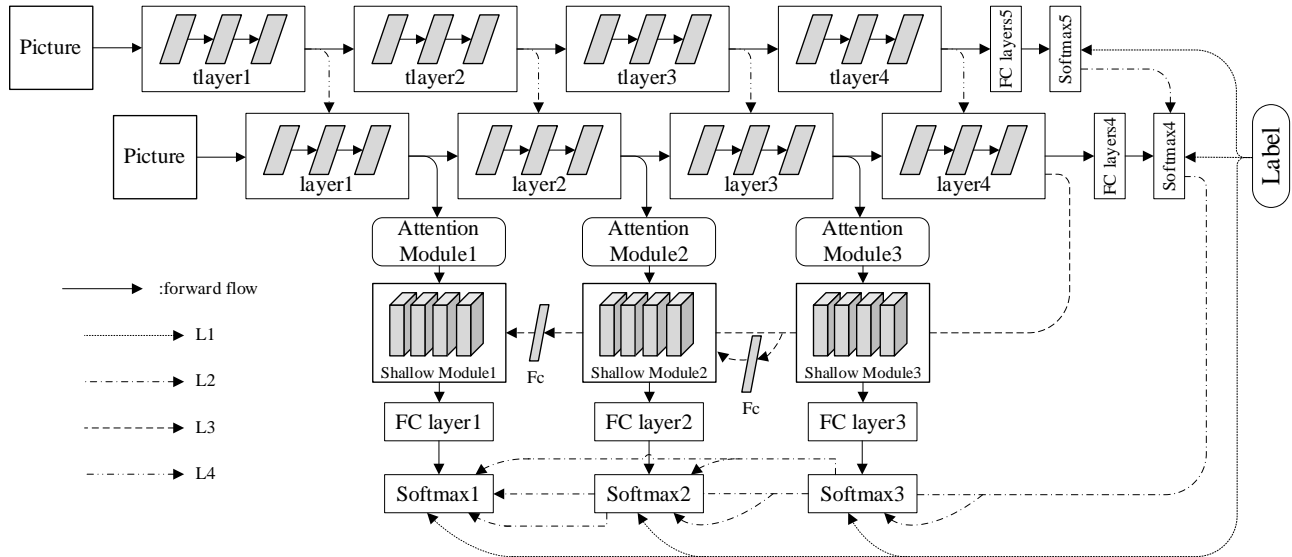 Picture
tlayer1
tlayer2
tlayer3
tlayer4
FC layers5
Softmax5
Picture
layer1
layer2
layer3
layer4
FC layers4
Softmax4
Label
Attention
Module1
Attention
Module2
Attention
Module3
:forward flow
L1
L2
L3
L4
Shallow Module1
Fc
Shallow Module2
Fc
Shallow Module3
FC layer1
FC layer2
FC layer3
Softmax1
Softmax2
Softmax3